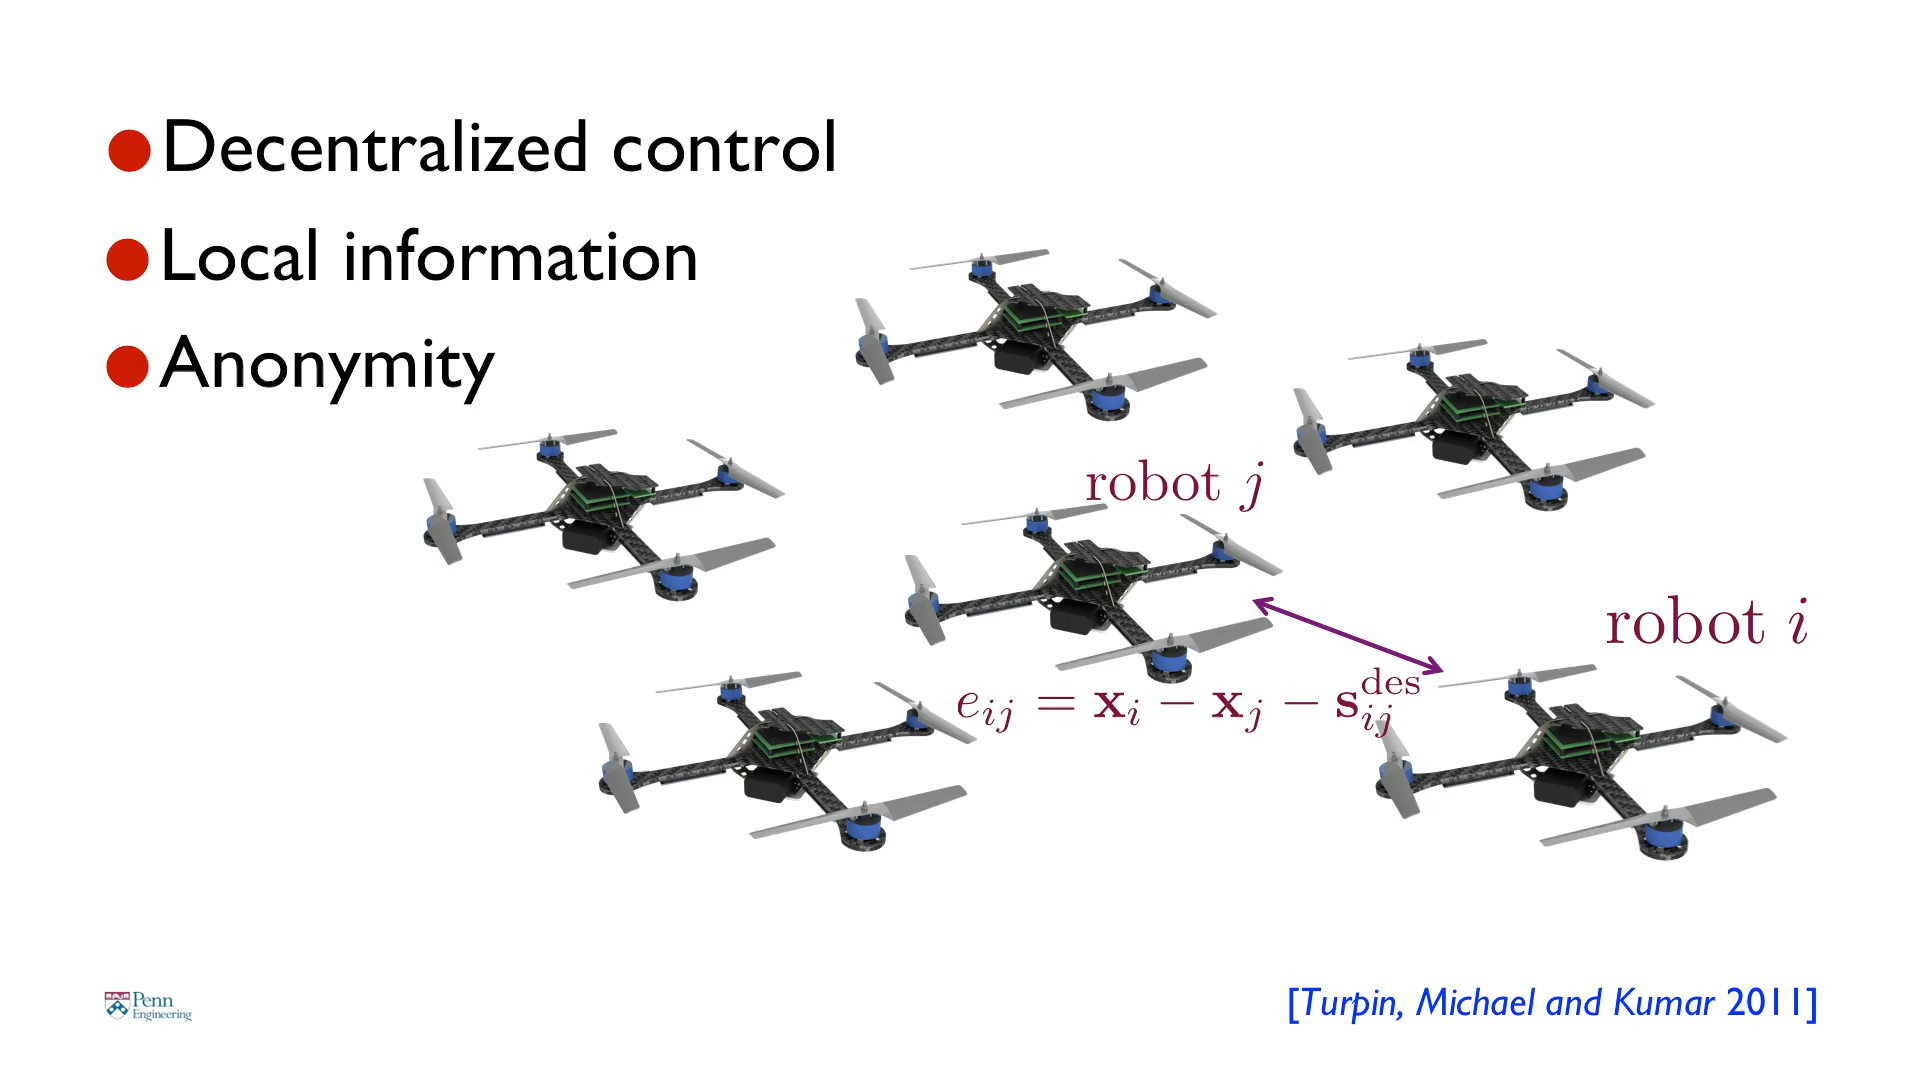 Decentralized control
Local information
Anonymity
robot j
robot i
e_{ij} = x_i − x_j − s_{ij}^{des}
Penn
Engineering
[Turpin, Michael and Kumar 2011]